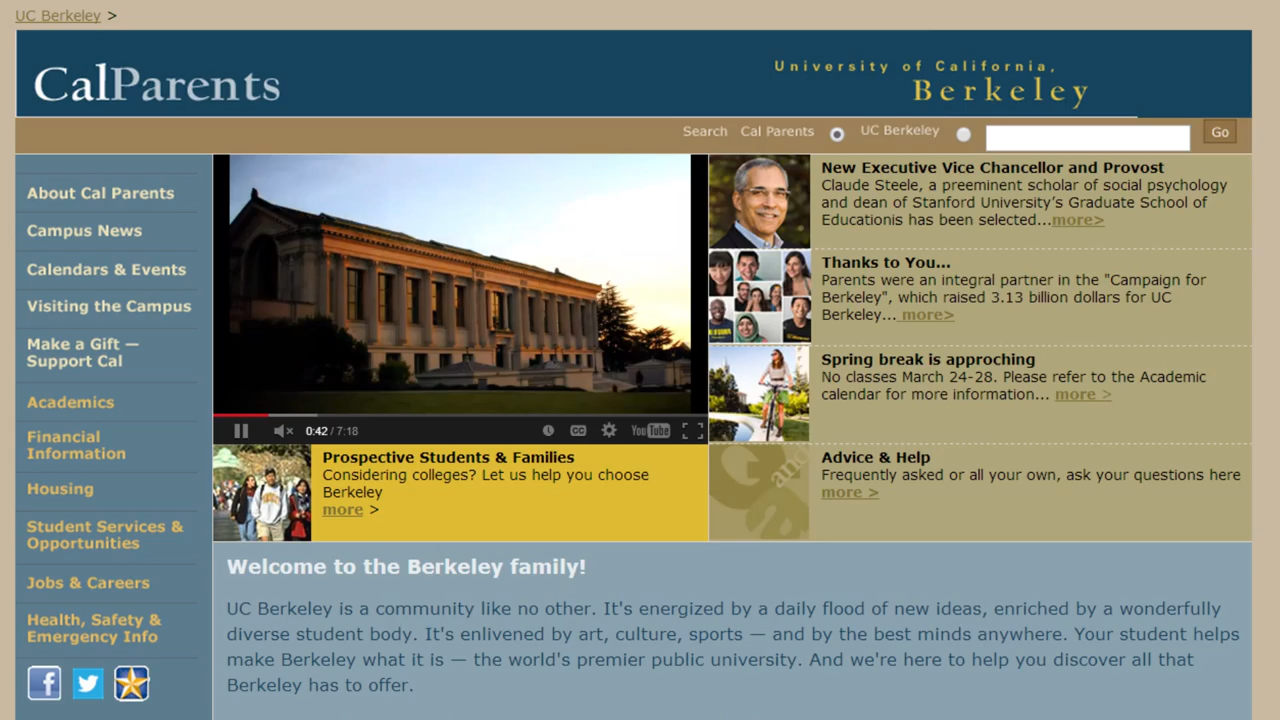 UC Berkeley >
CalParents
University of California,
Berkeley
Search Cal Parents UC Berkeley Go
About Cal Parents
Campus News
Calendars & Events
Visiting the Campus
Make a Gift —
Support Cal
Academics
Financial
Information
Housing
Student Services &
Opportunities
Jobs & Careers
Health, Safety &
Emergency Info
0:42 / 7:18
CC
YouTube
Prospective Students & Families
Considering colleges? Let us help you choose
Berkeley
more >
New Executive Vice Chancellor and Provost
Claude Steele, a preeminent scholar of social psychology
and dean of Stanford University’s Graduate School of
Educationis has been selected...more>
Thanks to You...
Parents were an integral partner in the "Campaign for
Berkeley", which raised 3.13 billion dollars for UC
Berkeley... more>
Spring break is approching
No classes March 24-28. Please refer to the Academic
calendar for more information... more >
Q and a
Advice & Help
Frequently asked or all your own, ask your questions here
more >
Welcome to the Berkeley family!
UC Berkeley is a community like no other. It's energized by a daily flood of new ideas, enriched by a wonderfully
diverse student body. It's enlivened by art, culture, sports — and by the best minds anywhere. Your student helps
make Berkeley what it is — the world's premier public university. And we're here to help you discover all that
Berkeley has to offer.